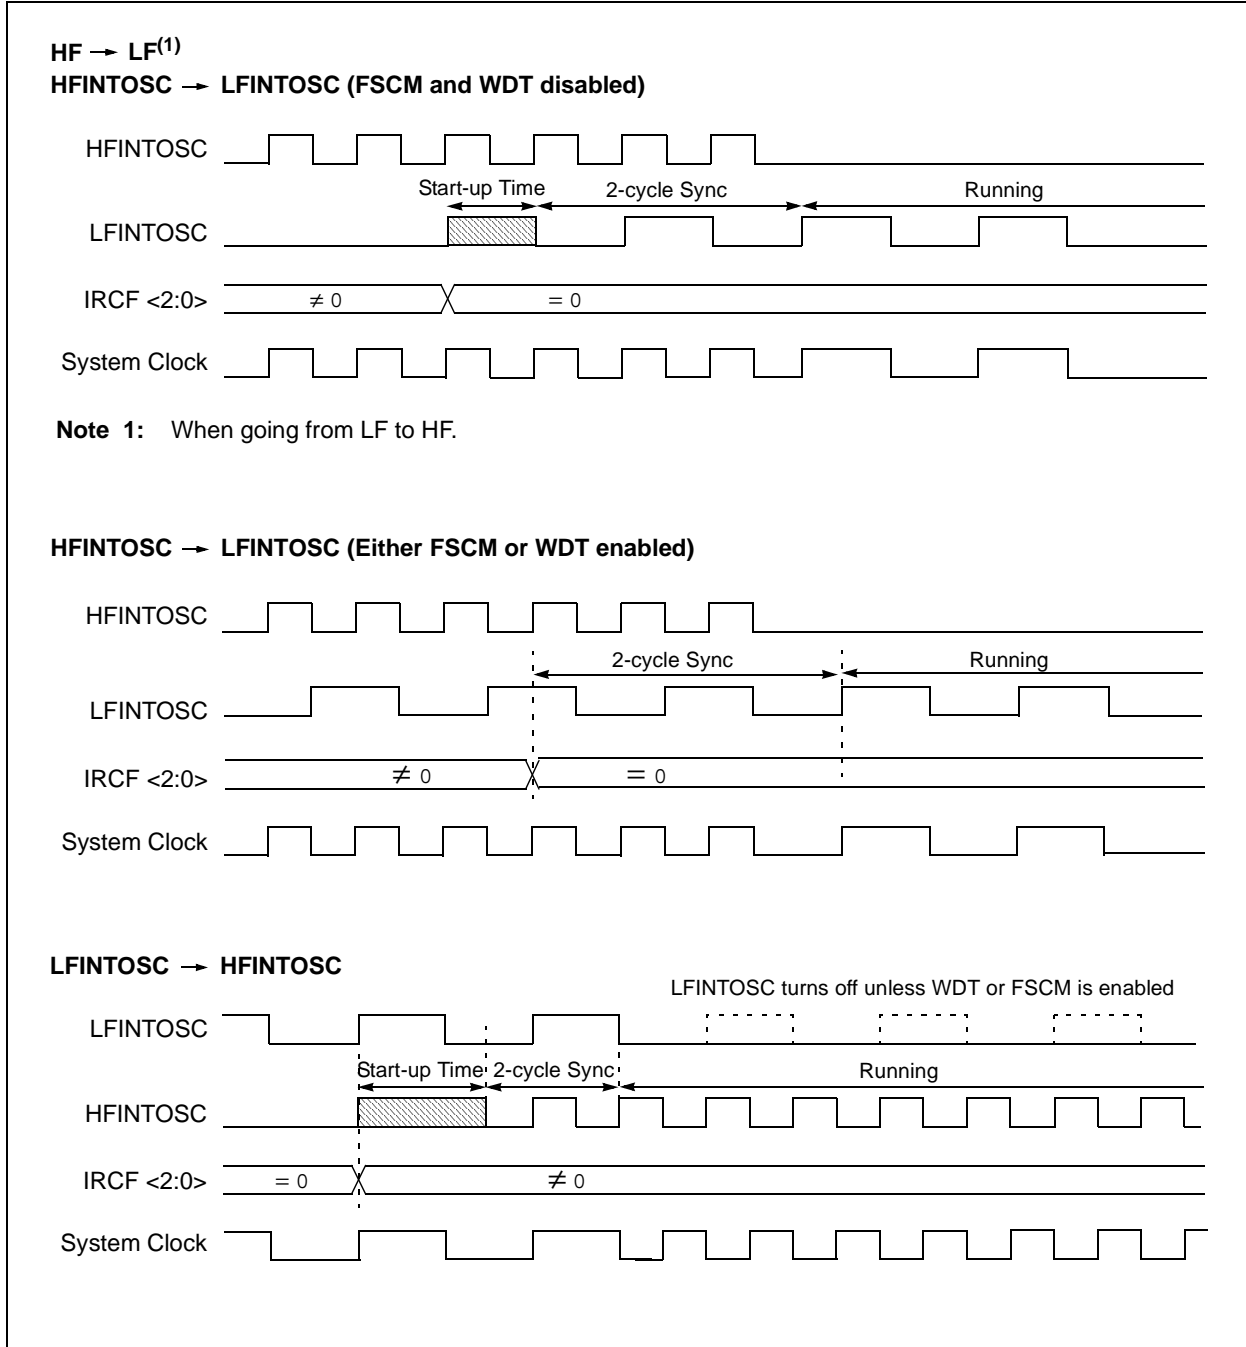 HF → LF(1)
HFINTOSC → LFINTOSC (FSCM and WDT disabled)
HFINTOSC
Start-up Time 2-cycle Sync Running
LFINTOSC
IRCF <2:0> ≠ 0 = 0
System Clock
Note 1: When going from LF to HF.
HFINTOSC → LFINTOSC (Either FSCM or WDT enabled)
HFINTOSC
2-cycle Sync Running
LFINTOSC
IRCF <2:0> ≠ 0 = 0
System Clock
LFINTOSC → HFINTOSC
LFINTOSC turns off unless WDT or FSCM is enabled
LFINTOSC
Start-up Time 2-cycle Sync Running
HFINTOSC
IRCF <2:0> = 0 ≠ 0
System Clock